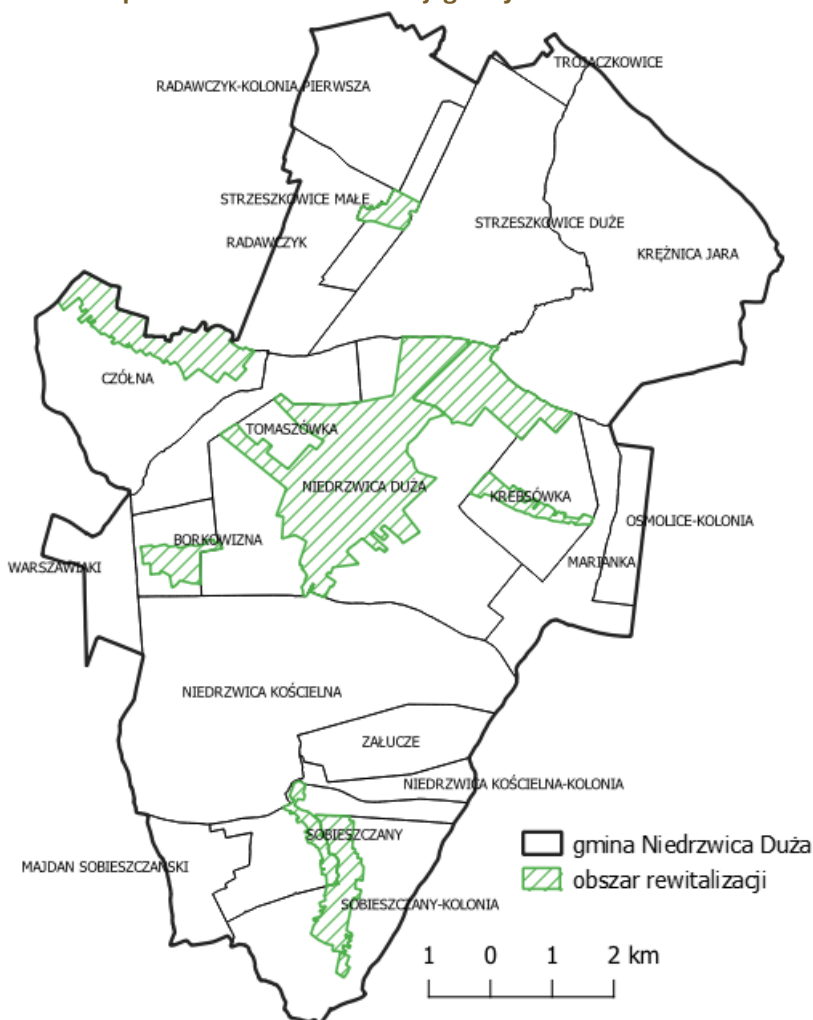 TROJACZKOWICE
RADAWCZYK-KOLONIA PIERWSZA
STRZESZKOWICE MAŁE
STRZESZKOWICE DUŻE
RADAWCZYK
KRĘŻNICA JARA
CZÓŁNA
TOMASZÓWKA
NIEDRZWICA DUŻA
KREBSÓWKA
OSMOLICE-KOLONIA
BORKOWIZNA
MARIANKA
WARSZAWIAKI
NIEDRZWICA KOŚCIELNA
ZAŁUCZE
NIEDRZWICA KOŚCIELNA-KOLONIA
SOBIESZCZANY
gmina Niedrzwica Duża
MAJDAN SOBIESZCZAŃSKI
obszar rewitalizacji
SOBIESZCZANY-KOLONIA
1 0 1 2 km